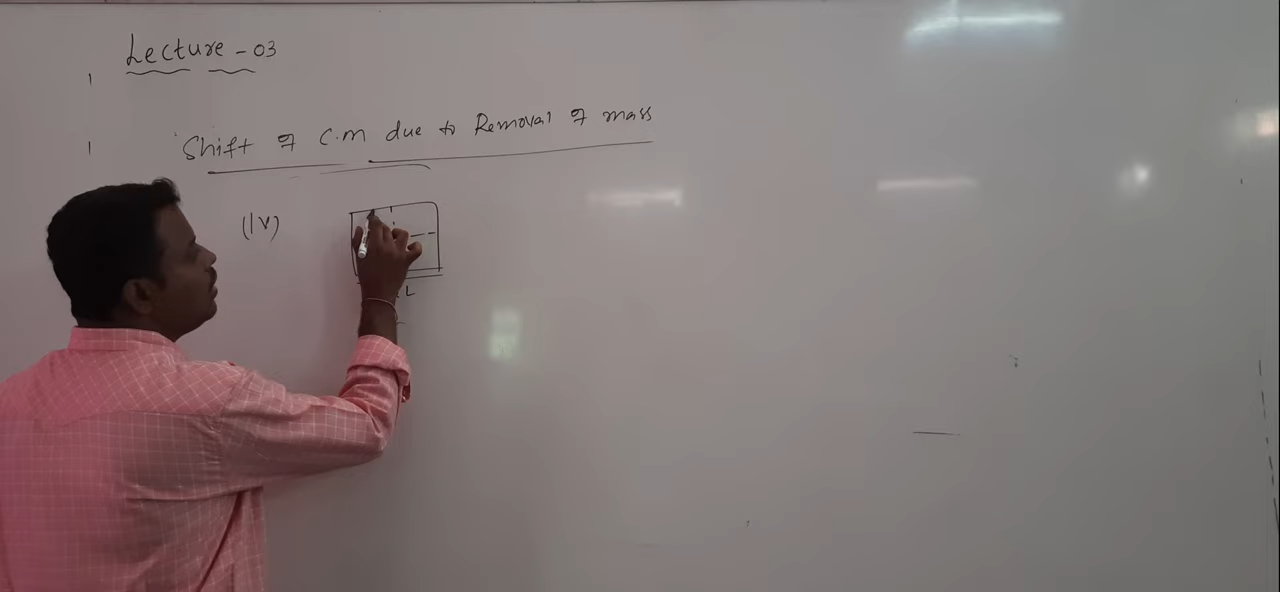 Lecture - 03
Shift of C.M due to Removal of mass
(IV)
L